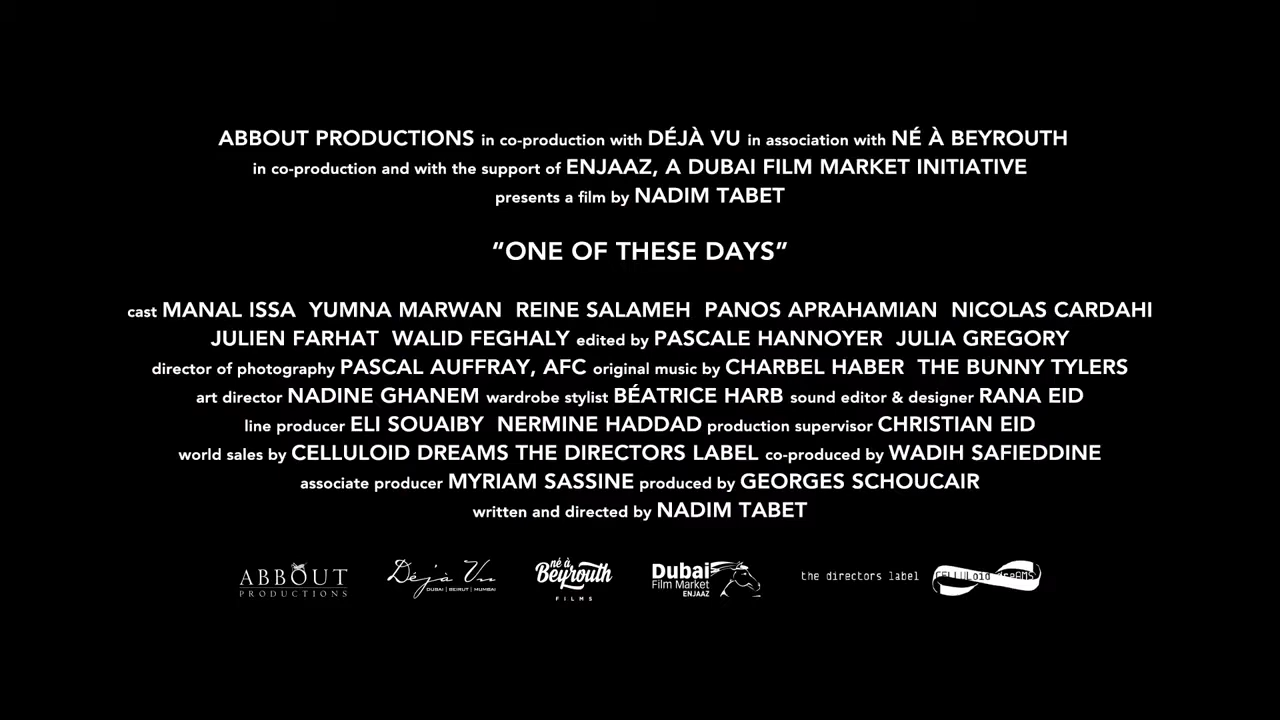 ABBOUT PRODUCTIONS in co-production with DÉJÀ VU in association with NÉ À BEYROUTH
in co-production and with the support of ENJAAZ, A DUBAI FILM MARKET INITIATIVE
presents a film by NADIM TABET
“ONE OF THESE DAYS”
cast MANAL ISSA YUMNA MARWAN REINE SALAMEH PANOS APRAHAMIAN NICOLAS CARDAHI
JULIEN FARHAT WALID FEGHALY edited by PASCALE HANNOYER JULIA GREGORY
director of photography PASCAL AUFFRAY, AFC original music by CHARBEL HABER THE BUNNY TYLERS
art director NADINE GHANEM wardrobe stylist BÉATRICE HARB sound editor & designer RANA EID
line producer ELI SOUAIBY NERMINE HADDAD production supervisor CHRISTIAN EID
world sales by CELLULOID DREAMS THE DIRECTORS LABEL co-produced by WADIH SAFIEDDINE
associate producer MYRIAM SASSINE produced by GEORGES SCHOUCAIR
written and directed by NADIM TABET
ABBOUT
PRODUCTIONS
Déjà Vu
DUBAI | BEIRUT | MUMBAI
né à
Beyrouth
FILMS
Dubai
Film Market
ENJAAZ
the directors label
CELLULOID dreams